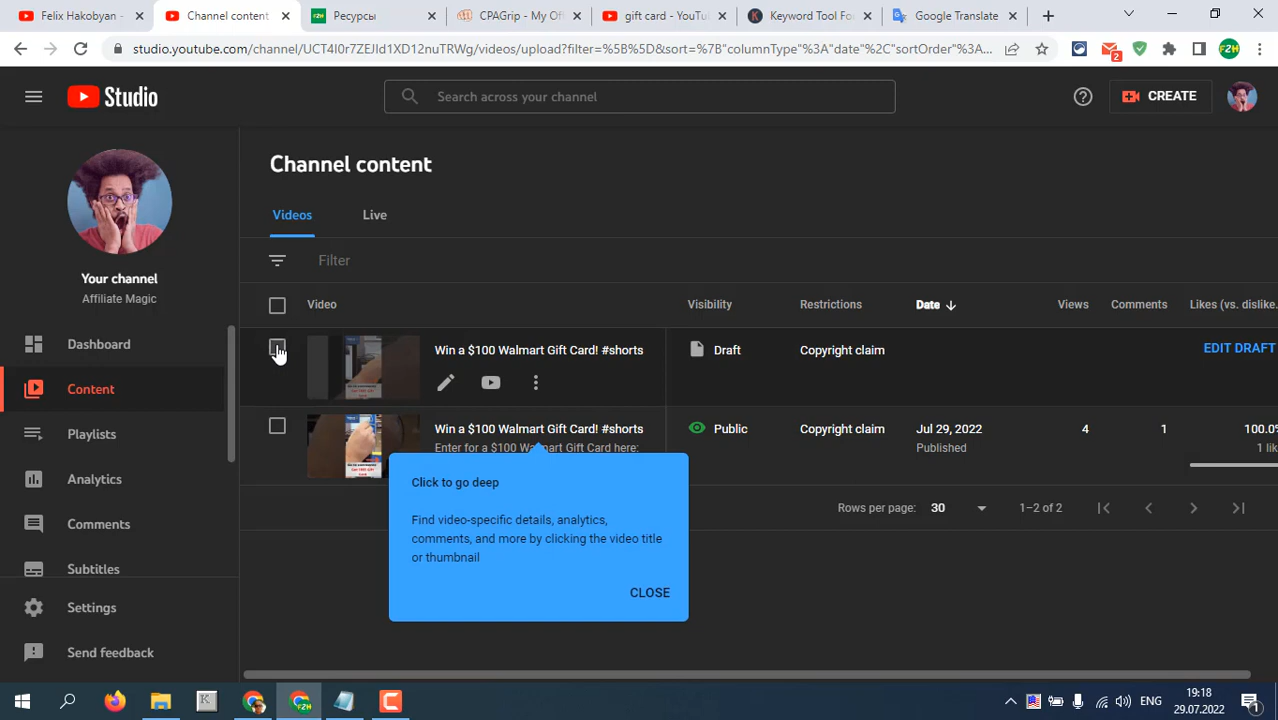 Felix Hakobyan
Channel content
Ресурсы
CPAGrip - My Of
gift card - YouTu
Keyword Tool Fo
Google Translate
studio.youtube.com/channel/UCT4I0r7ZEJId1XD12nuTRWg/videos/upload?filter=%5B%5D&sort=%7B"columnType"%3A"date"%2C"sortOrder"%3A...
2
F2H
Studio
Search across your channel
CREATE
Channel content
Videos
Live
Your channel
Affiliate Magic
Filter
Video
Visibility
Restrictions
Date
Views
Comments
Likes (vs. dislike
Dashboard
Win a $100 Walmart Gift Card! #shorts
Draft
Copyright claim
EDIT DRAFT
Content
Win a $100 Walmart Gift Card! #shorts
Public
Copyright claim
Jul 29, 2022
4
1
100.0%
Enter for a $100 Walmart Gift Card here:
Published
1 lik
Playlists
Analytics
Comments
Subtitles
Settings
Send feedback
Click to go deep
Find video-specific details, analytics,
comments, and more by clicking the video title
or thumbnail
CLOSE
Rows per page:
30
1–2 of 2
ENG
19:18
29.07.2022
1